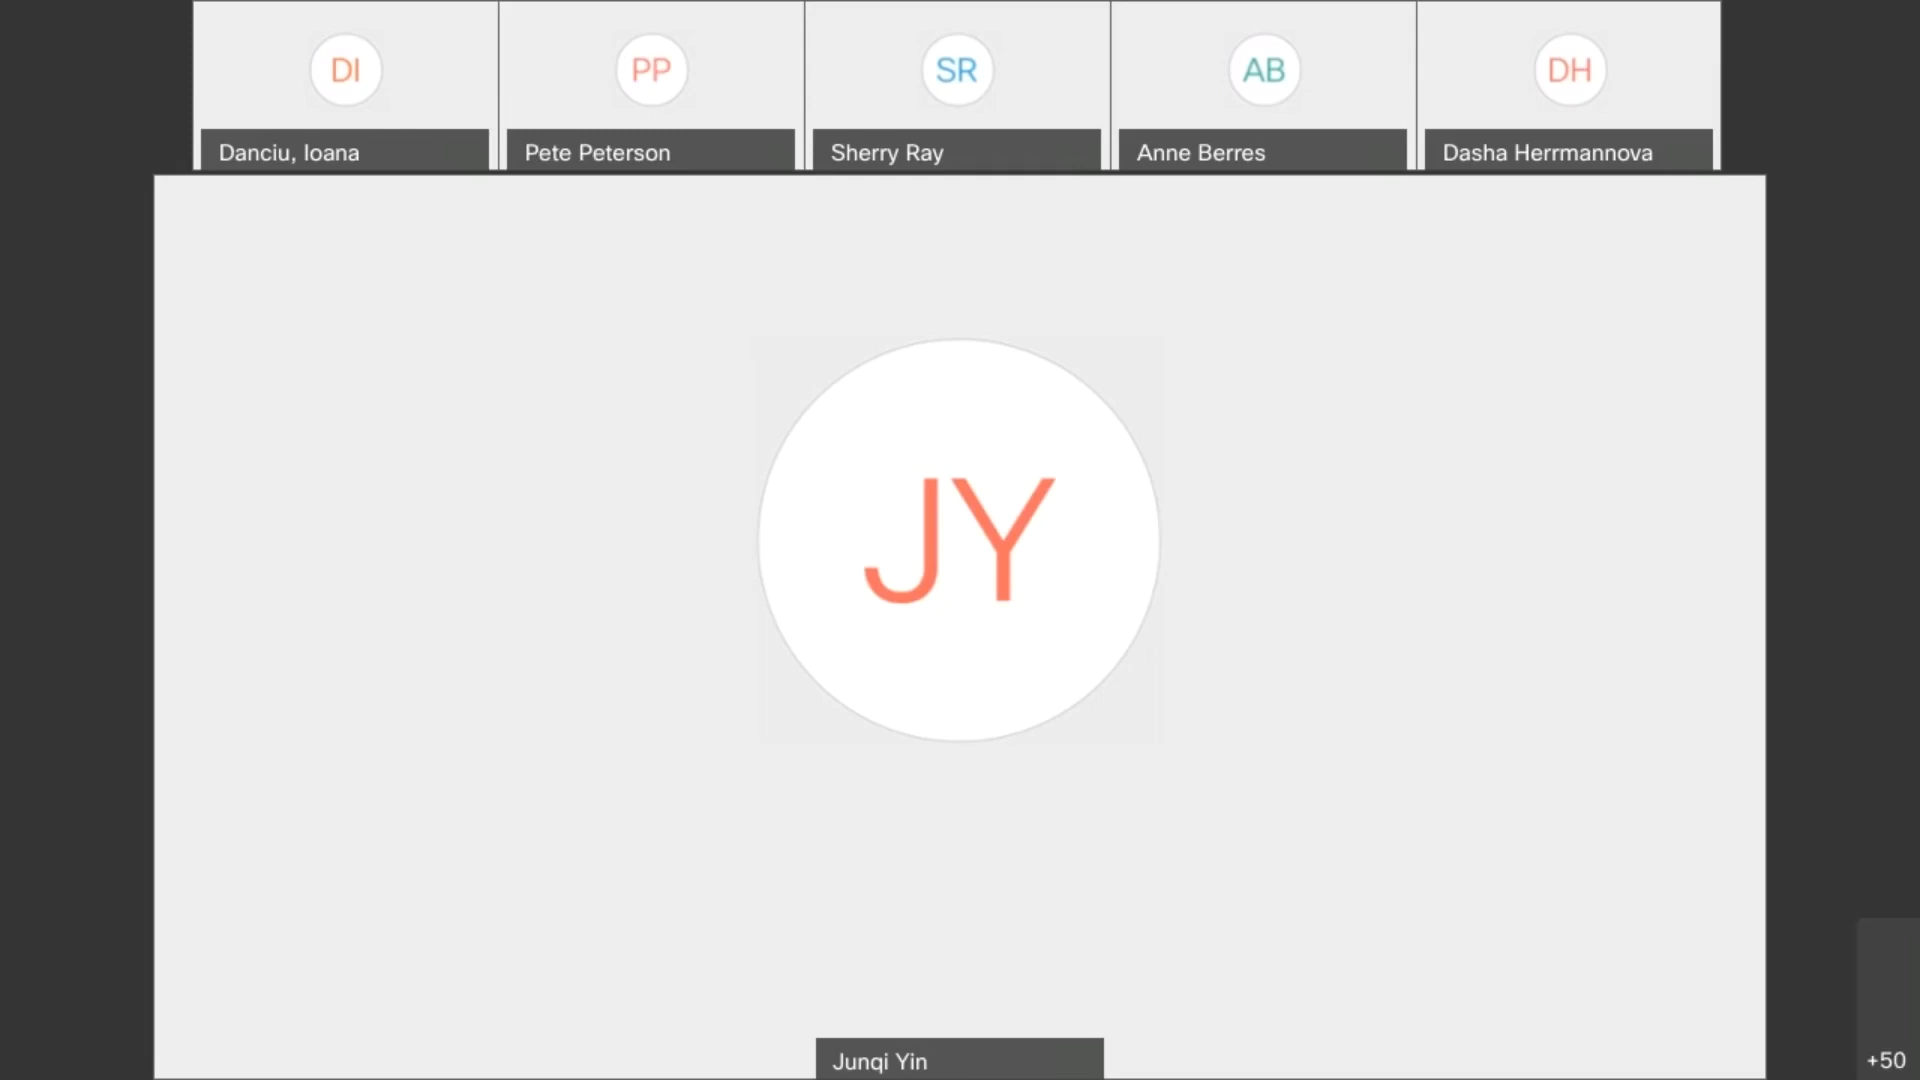 DI
PP
SR
AB
DH
Danciu, Ioana
Pete Peterson
Sherry Ray
Anne Berres
Dasha Herrmannova
JY
Junqi Yin
+50